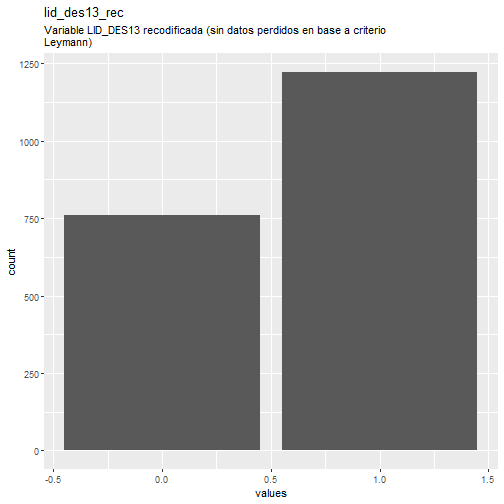 lid_des13_rec
Variable LID_DES13 recodificada (sin datos perdidos en base a criterio
Leymann)
1250
1000
750
500
250
0
count
-0.5 0.0 0.5 1.0 1.5
values